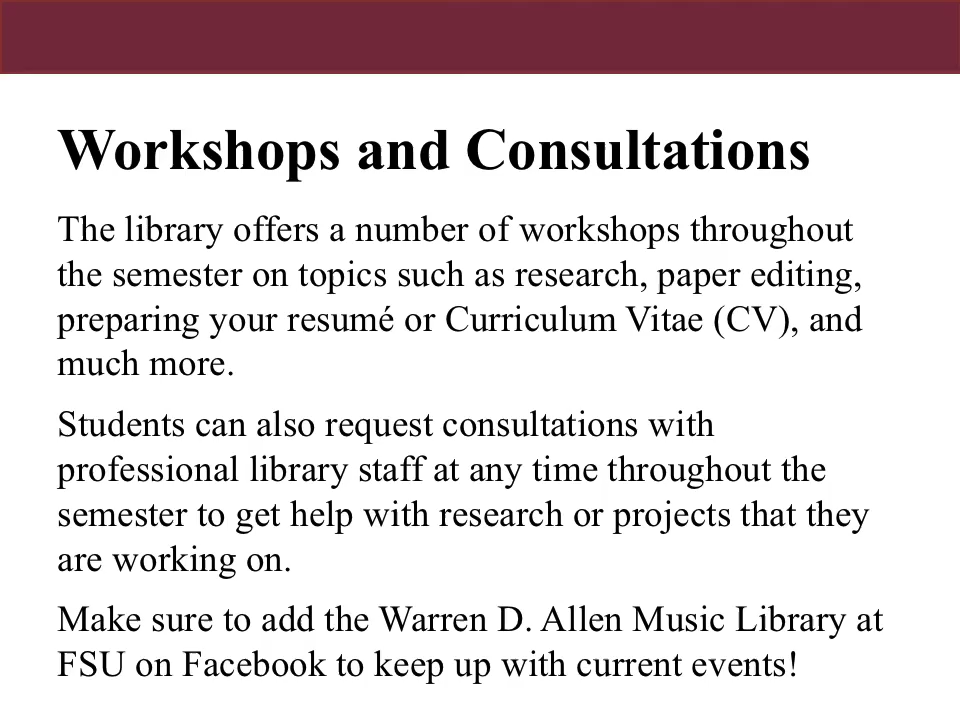 Workshops and Consultations
The library offers a number of workshops throughout
the semester on topics such as research, paper editing,
preparing your resumé or Curriculum Vitae (CV), and
much more.
Students can also request consultations with
professional library staff at any time throughout the
semester to get help with research or projects that they
are working on.
Make sure to add the Warren D. Allen Music Library at
FSU on Facebook to keep up with current events!